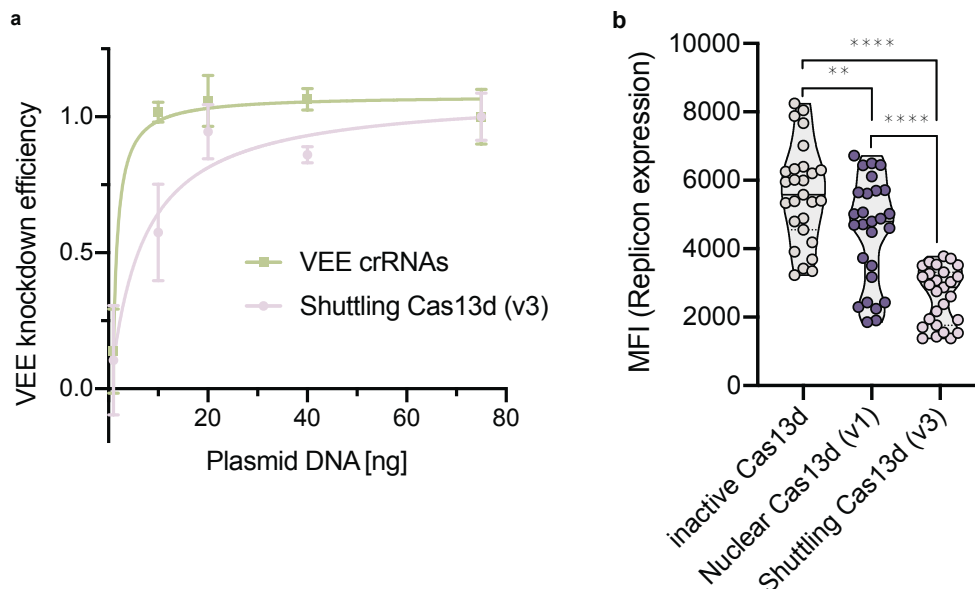 a
VEE knockdown efficiency
1.0
0.5
0.0
VEE crRNAs
Shuttling Cas13d (v3)
0
20
40
60
80
Plasmid DNA [ng]
b
MFI (Replicon expression)
10000
8000
6000
4000
2000
0
****
**
****
inactive Cas13d
Nuclear Cas13d (v1)
Shuttling Cas13d (v3)